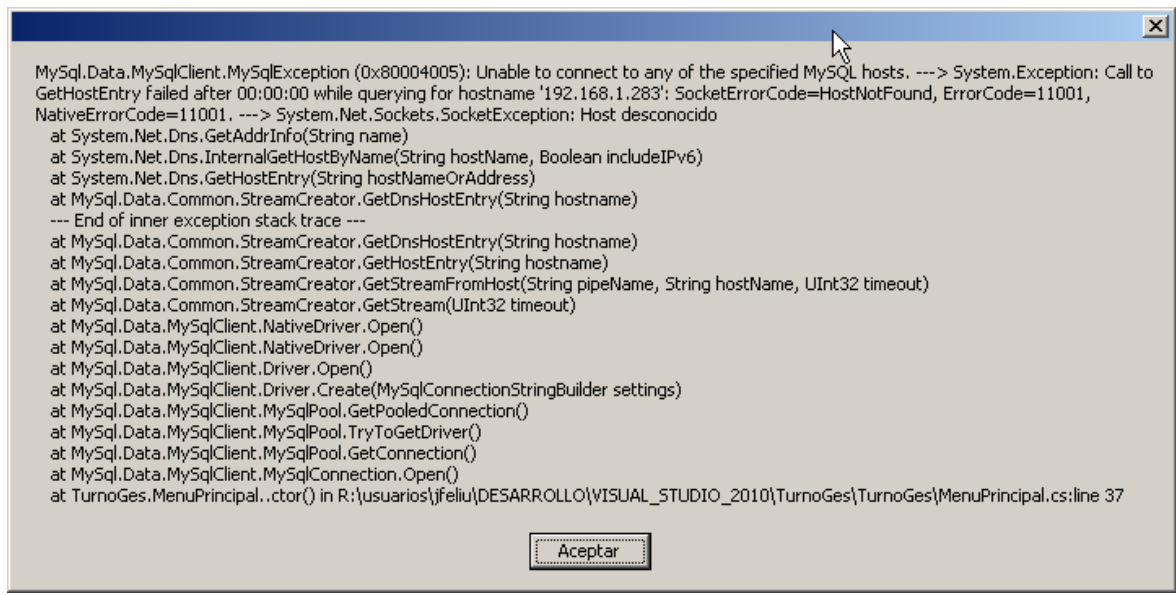 MySql.Data.MySqlClient.MySqlException (0x80004005): Unable to connect to any of the specified MySQL hosts. ---> System.Exception: Call to
GetHostEntry failed after 00:00:00 while querying for hostname '192.168.1.283': SocketErrorCode=HostNotFound, ErrorCode=11001,
NativeErrorCode=11001. ---> System.Net.Sockets.SocketException: Host desconocido
at System.Net.Dns.GetAddrInfo(String name)
at System.Net.Dns.InternalGetHostByName(String hostName, Boolean includeIPv6)
at System.Net.Dns.GetHostEntry(String hostNameOrAddress)
at MySql.Data.Common.StreamCreator.GetDnsHostEntry(String hostname)
--- End of inner exception stack trace ---
at MySql.Data.Common.StreamCreator.GetDnsHostEntry(String hostname)
at MySql.Data.Common.StreamCreator.GetHostEntry(String hostname)
at MySql.Data.Common.StreamCreator.GetStreamFromHost(String pipeName, String hostName, UInt32 timeout)
at MySql.Data.Common.StreamCreator.GetStream(UInt32 timeout)
at MySql.Data.MySqlClient.NativeDriver.Open()
at MySql.Data.MySqlClient.NativeDriver.Open()
at MySql.Data.MySqlClient.Driver.Open()
at MySql.Data.MySqlClient.Driver.Create(MySqlConnectionStringBuilder settings)
at MySql.Data.MySqlClient.MySqlPool.GetPooledConnection()
at MySql.Data.MySqlClient.MySqlPool.TryToGetDriver()
at MySql.Data.MySqlClient.MySqlPool.GetConnection()
at MySql.Data.MySqlClient.MySqlConnection.Open()
at TurnoGes.MenuPrincipal..ctor() in R:\usuarios\jfeliu\DESARROLLO\VISUAL_STUDIO_2010\TurnoGes\TurnoGes\MenuPrincipal.cs:line 37
Aceptar